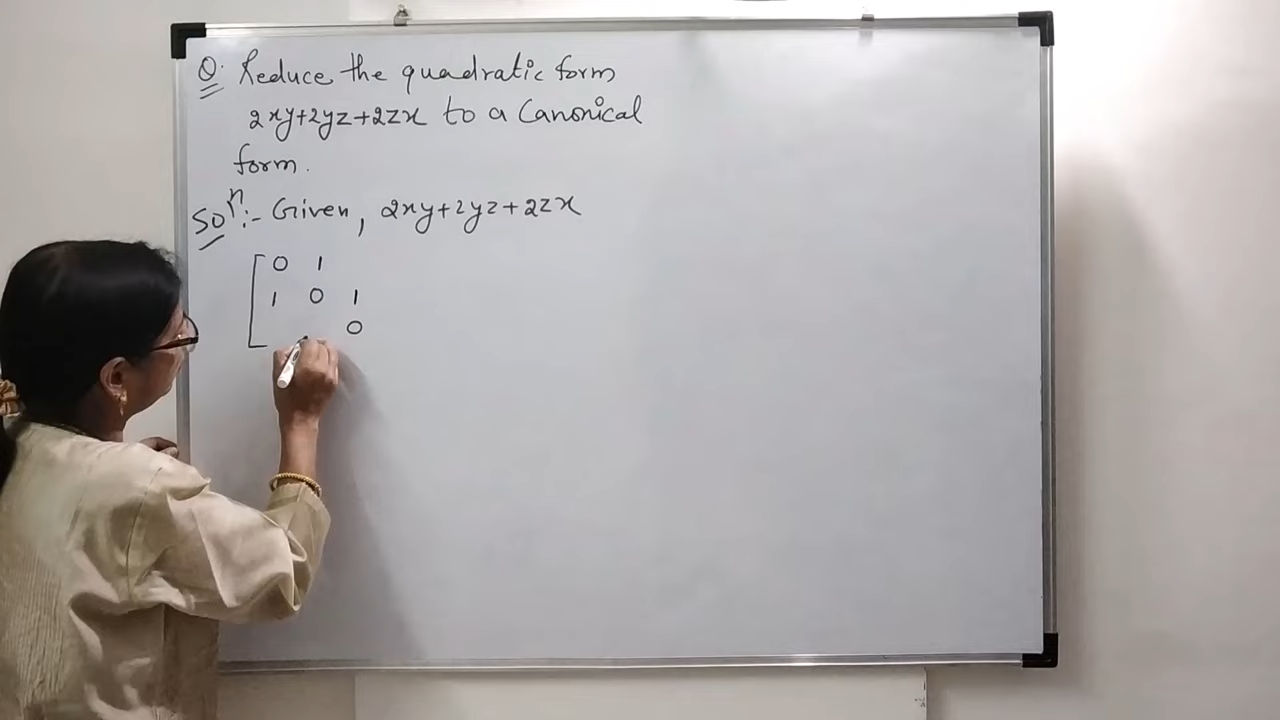 Q. Reduce the quadratic form
2xy+2yz+2zx to a Canonical
form.
Soln:- Given, 2xy+2yz+2zx
0 1
1 0 1
0